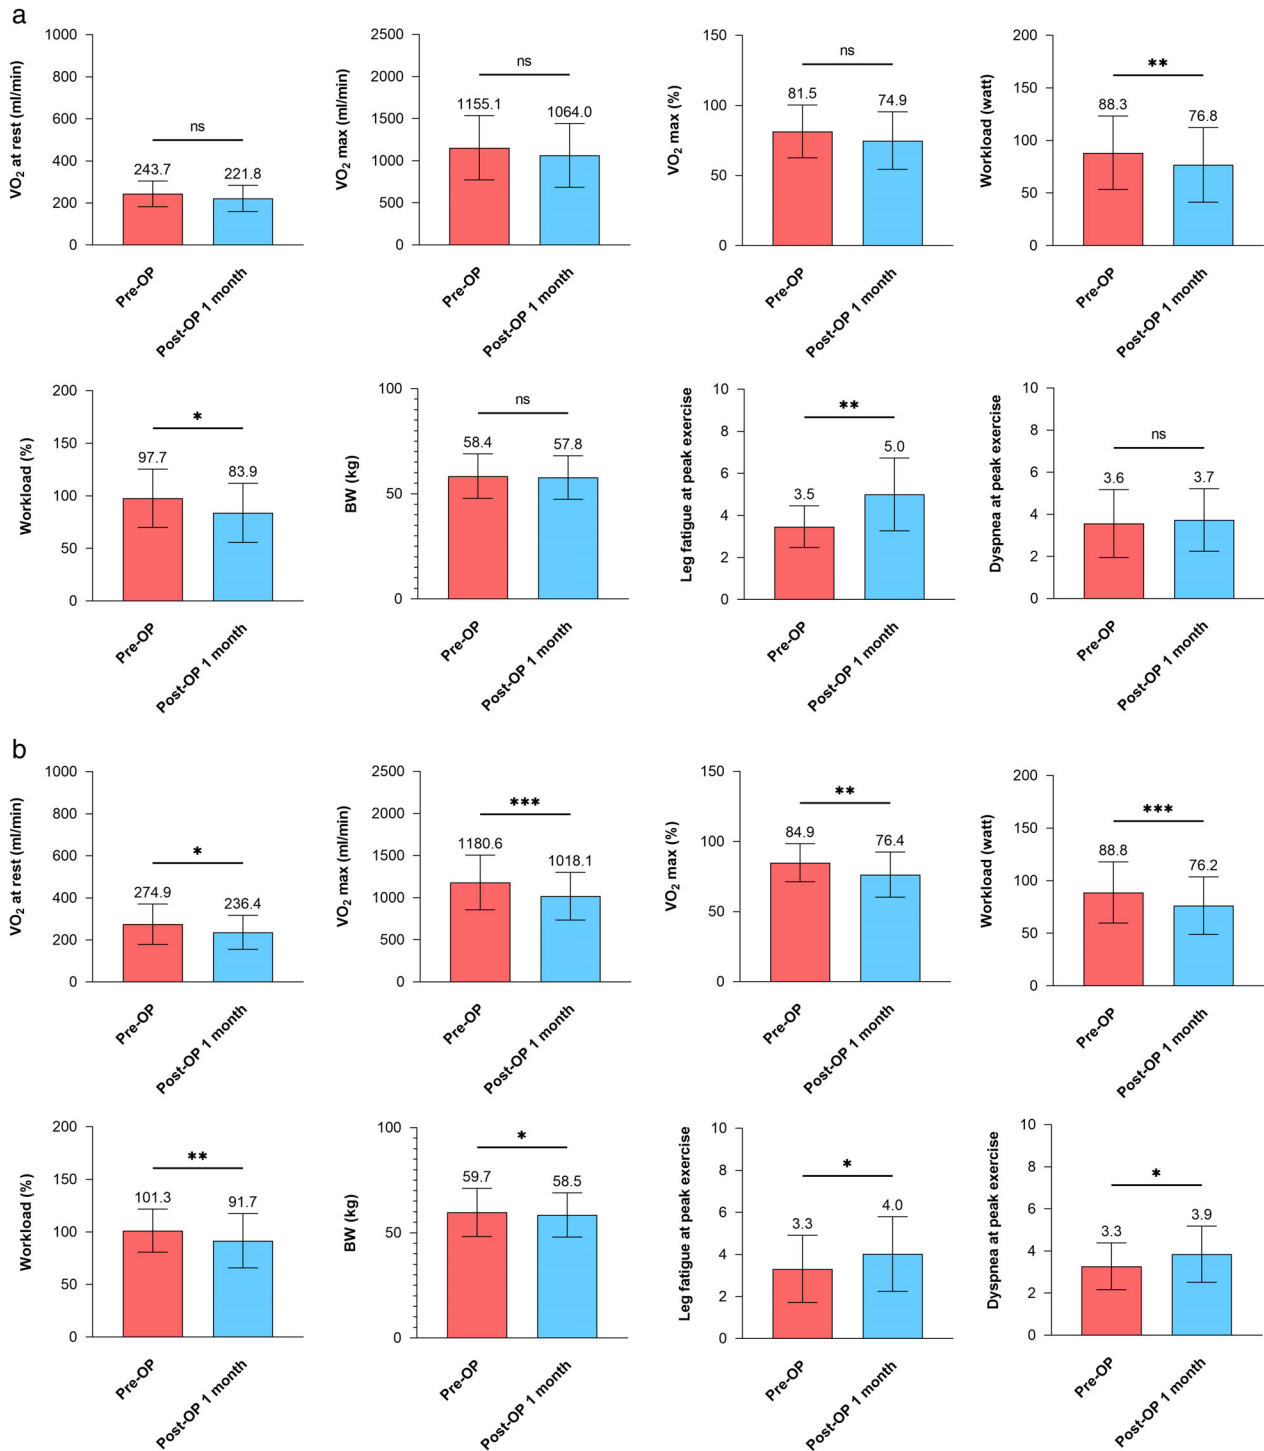 a
VO2 at rest (ml/min)
1000
800
600
400
200
0
ns
243.7
221.8
Pre-OP
Post-OP 1 month
VO2 max (ml/min)
2500
2000
1500
1000
500
0
ns
1155.1
1064.0
Pre-OP
Post-OP 1 month
VO2 max (%)
150
100
50
0
ns
81.5
74.9
Pre-OP
Post-OP 1 month
Workload (watt)
200
150
100
50
0
**
88.3
76.8
Pre-OP
Post-OP 1 month
Workload (%)
200
150
100
50
0
*
97.7
83.9
Pre-OP
Post-OP 1 month
BW (kg)
100
50
0
ns
58.4
57.8
Pre-OP
Post-OP 1 month
Leg fatigue at peak exercise
10
8
6
4
2
0
**
3.5
5.0
Pre-OP
Post-OP 1 month
Dyspnea at peak exercise
10
8
6
4
2
0
ns
3.6
3.7
Pre-OP
Post-OP 1 month
b
VO2 at rest (ml/min)
1000
800
600
400
200
0
*
274.9
236.4
Pre-OP
Post-OP 1 month
VO2 max (ml/min)
2500
2000
1500
1000
500
0
***
1180.6
1018.1
Pre-OP
Post-OP 1 month
VO2 max (%)
150
100
50
0
**
84.9
76.4
Pre-OP
Post-OP 1 month
Workload (watt)
200
150
100
50
0
***
88.8
76.2
Pre-OP
Post-OP 1 month
Workload (%)
200
150
100
50
0
**
101.3
91.7
Pre-OP
Post-OP 1 month
BW (kg)
100
50
0
*
59.7
58.5
Pre-OP
Post-OP 1 month
Leg fatigue at peak exercise
10
8
6
4
2
0
*
3.3
4.0
Pre-OP
Post-OP 1 month
Dyspnea at peak exercise
10
8
6
4
2
0
*
3.3
3.9
Pre-OP
Post-OP 1 month